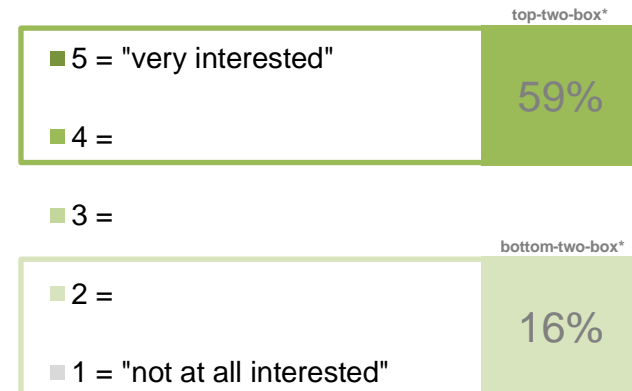 top-two-box*
5 = "very interested"
59%
4 =
3 =
bottom-two-box*
2 =
16%
1 = "not at all interested"